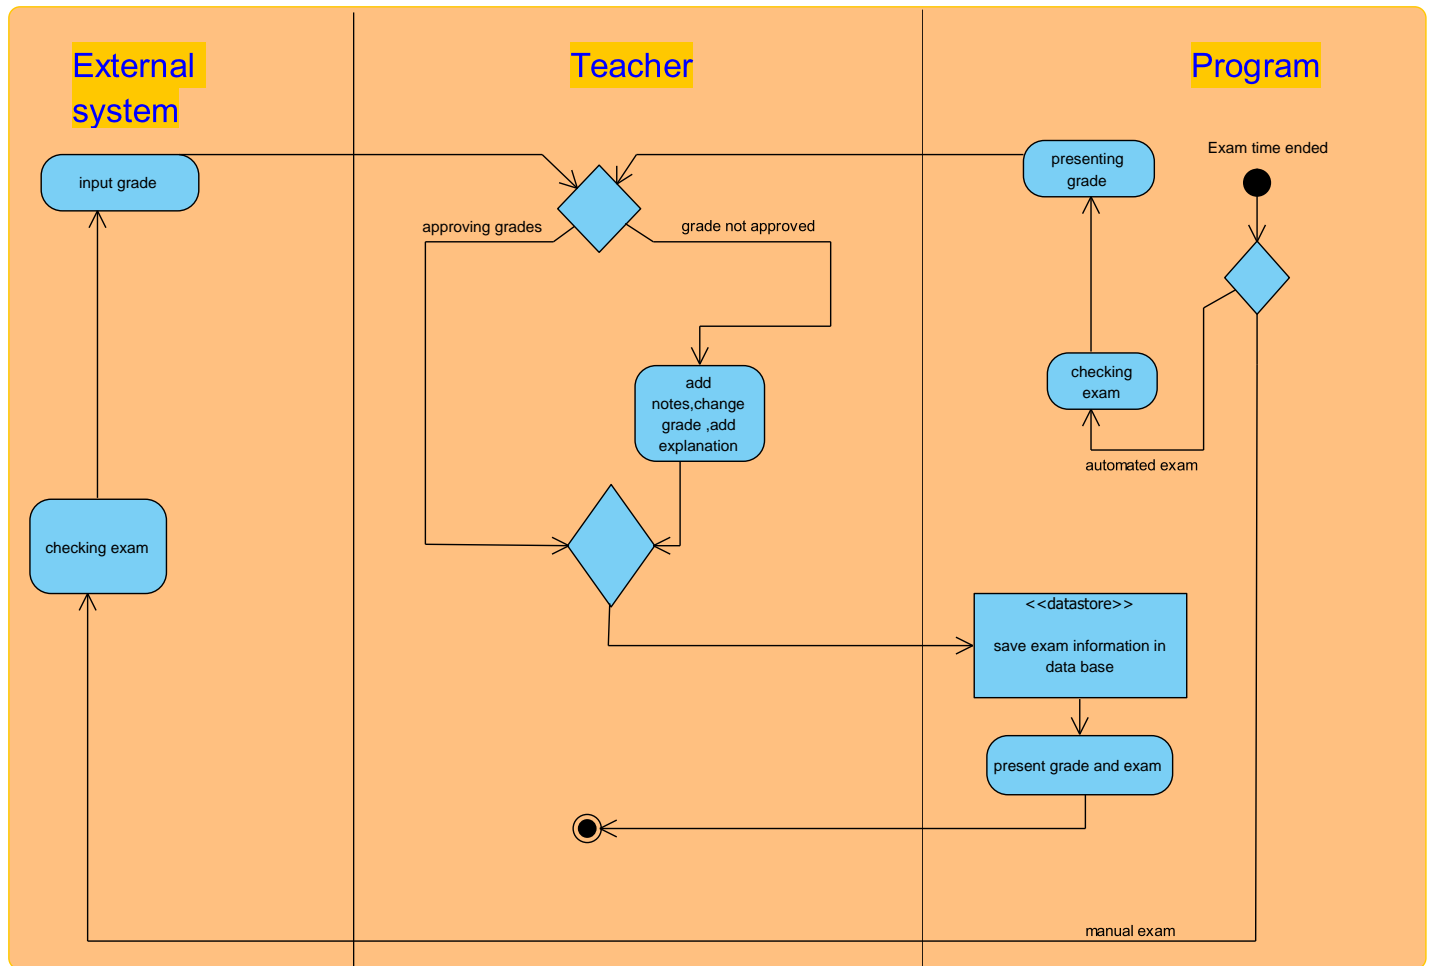 External
system
Teacher
Program
input grade
presenting
grade
Exam time ended
approving grades
grade not approved
add
notes,change
grade ,add
explanation
checking
exam
automated exam
checking exam
<<datastore>>
save exam information in
data base
present grade and exam
manual exam